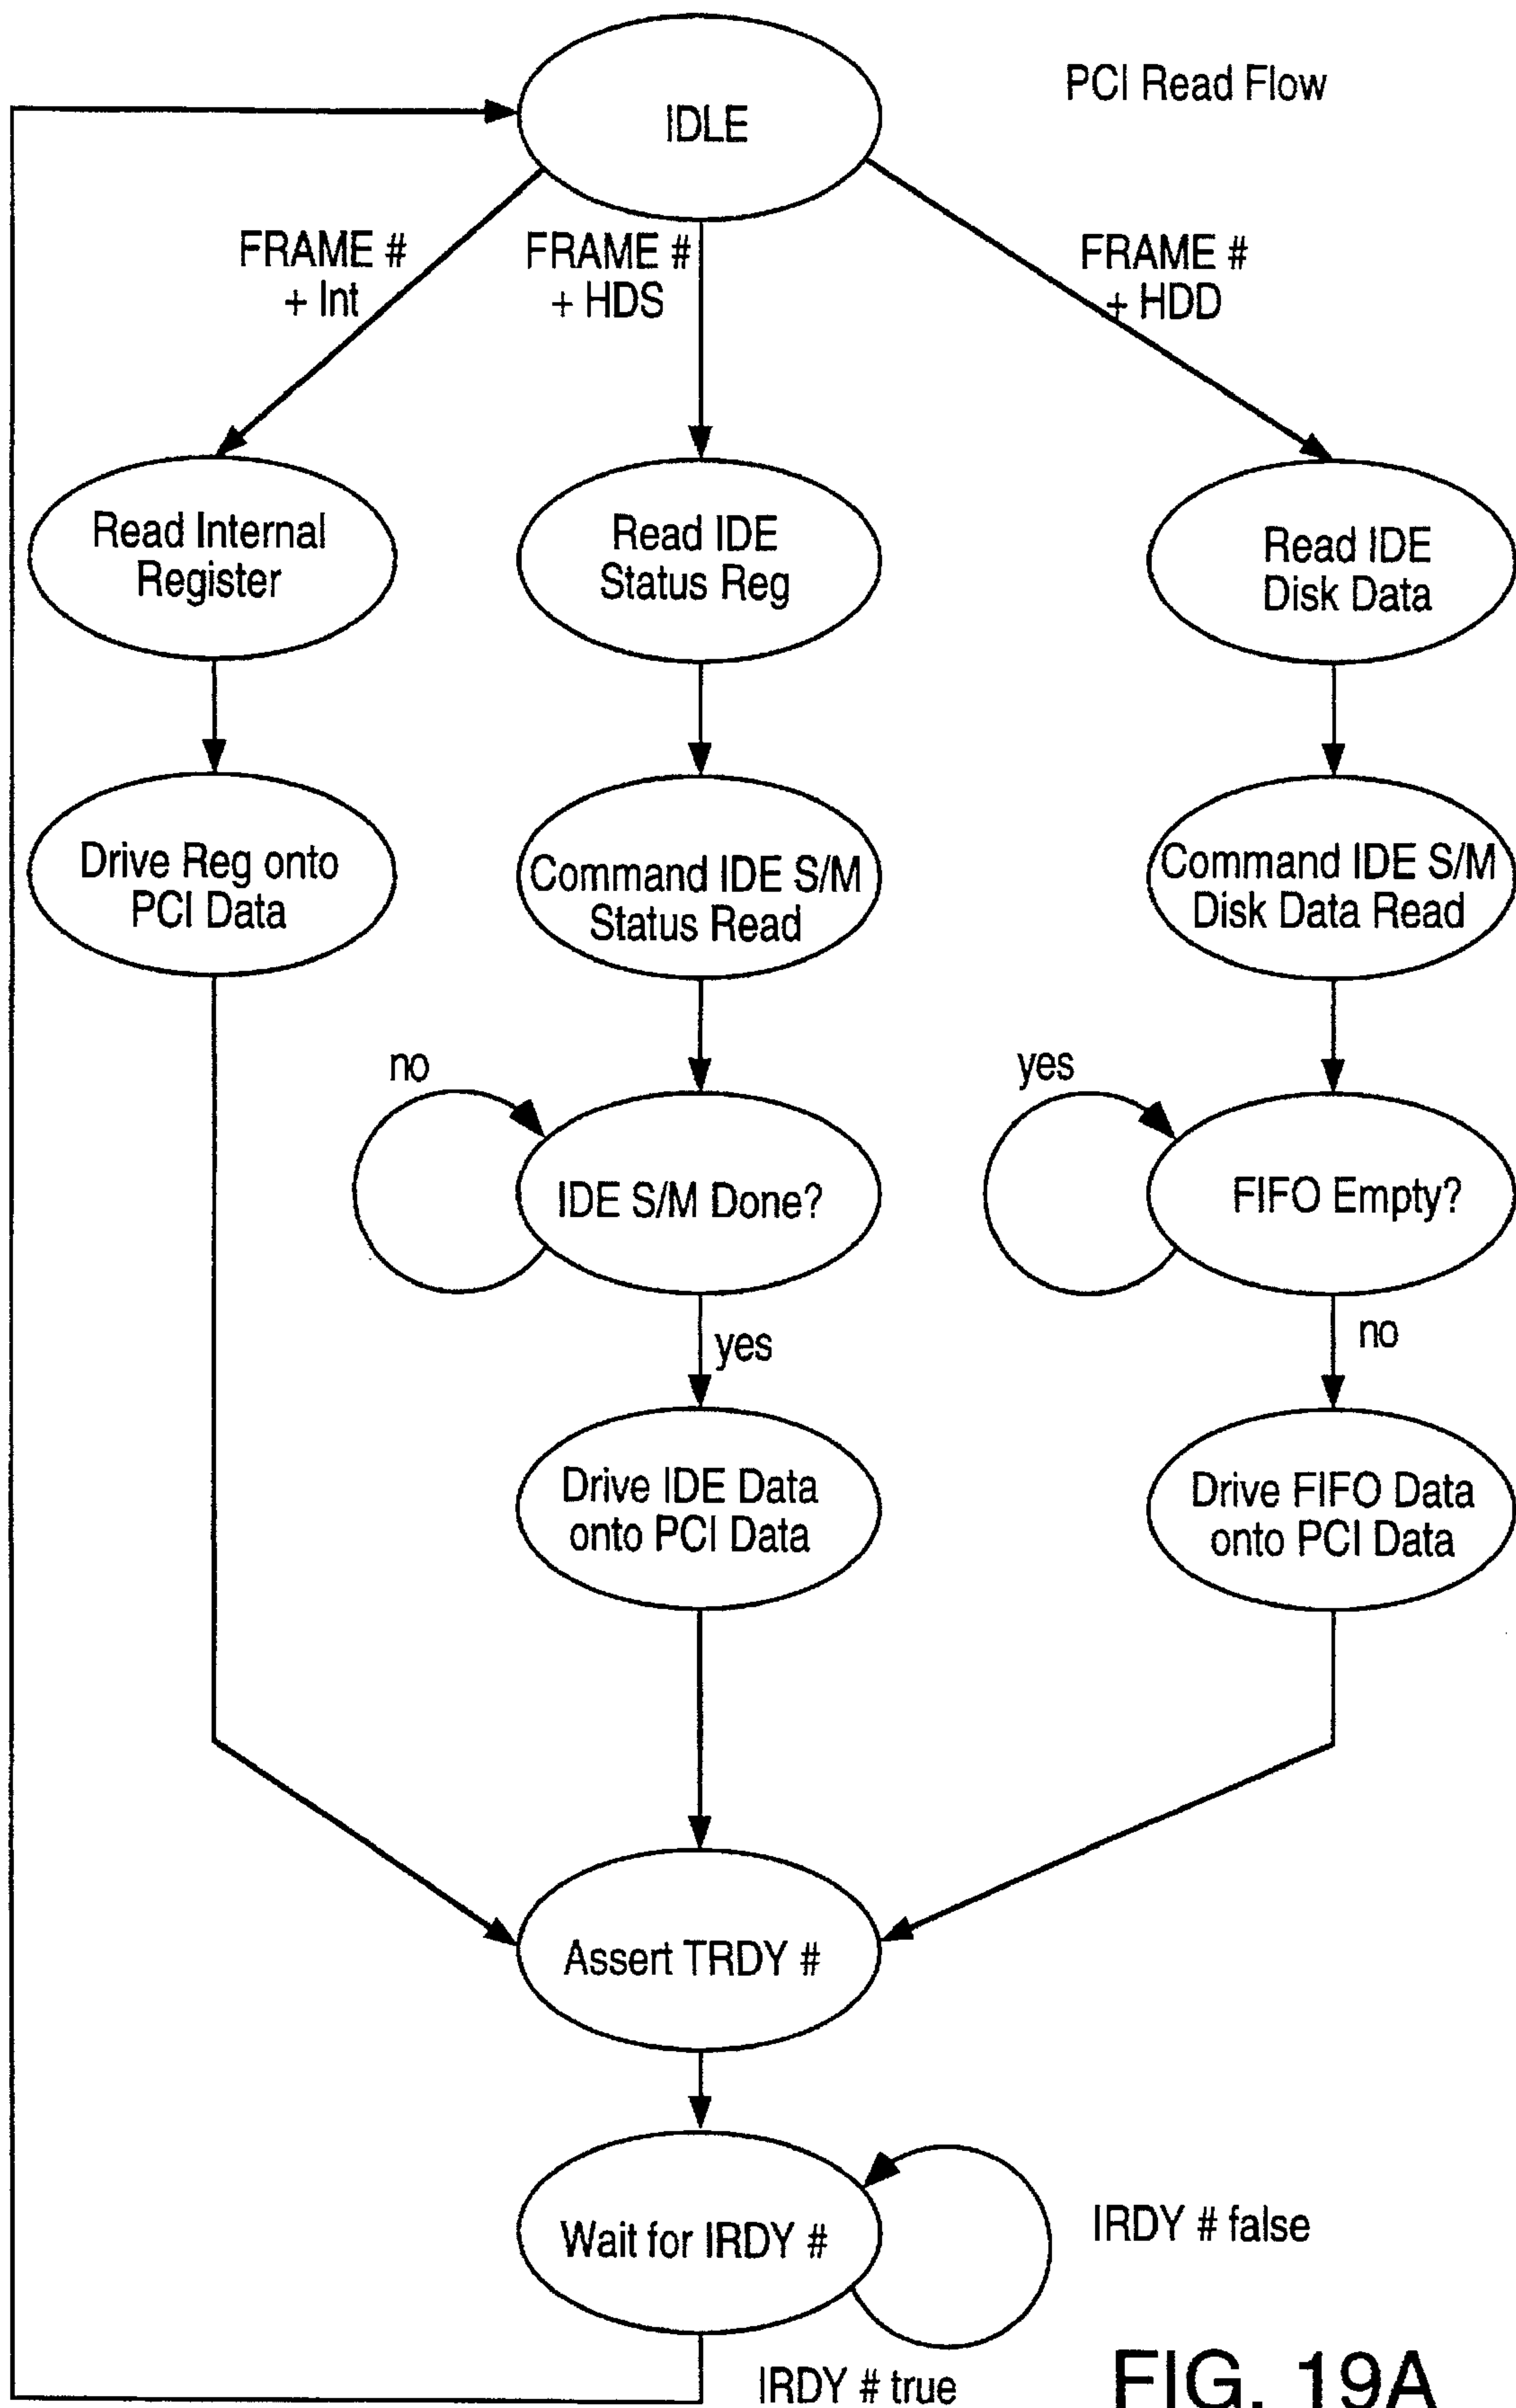 PCI Read Flow
IDLE
FRAME #
+ Int
FRAME #
+ HDS
FRAME #
+ HDD
Read Internal
Register
Read IDE
Status Reg
Read IDE
Disk Data
Drive Reg onto
PCI Data
Command IDE S/M
Status Read
Command IDE S/M
Disk Data Read
no
yes
IDE S/M Done?
FIFO Empty?
yes
no
Drive IDE Data
onto PCI Data
Drive FIFO Data
onto PCI Data
Assert TRDY #
Wait for IRDY #
IRDY # false
IRDY # true
FIG. 19A